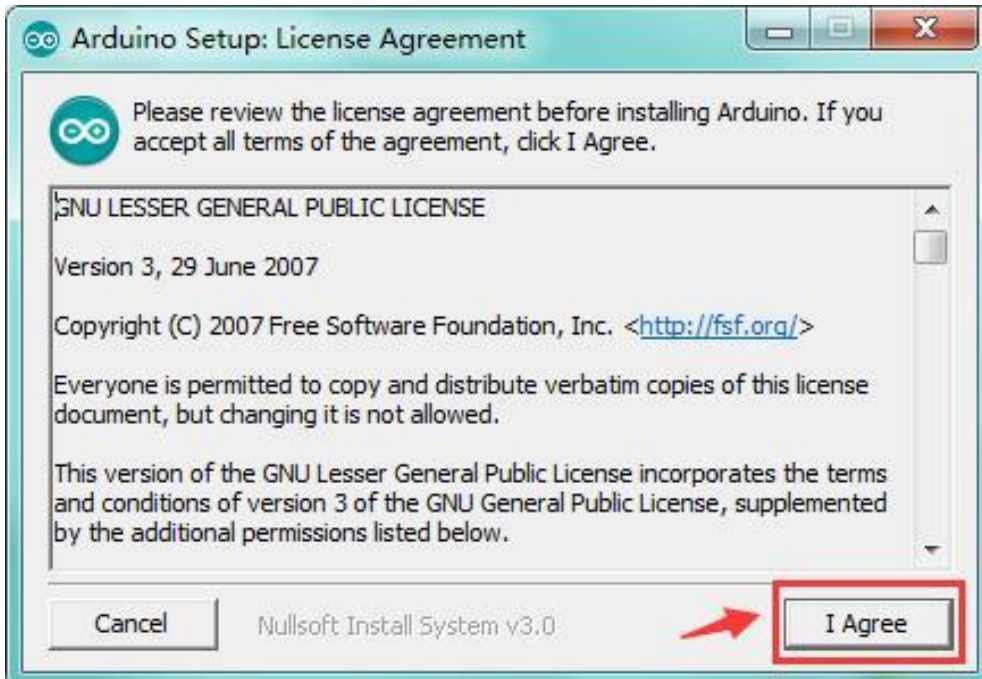 Arduino Setup: License Agreement
Please review the license agreement before installing Arduino. If you
accept all terms of the agreement, click I Agree.
GNU LESSER GENERAL PUBLIC LICENSE
Version 3, 29 June 2007
Copyright (C) 2007 Free Software Foundation, Inc. <http://fsf.org/>
Everyone is permitted to copy and distribute verbatim copies of this license
document, but changing it is not allowed.
This version of the GNU Lesser General Public License incorporates the terms
and conditions of version 3 of the GNU General Public License, supplemented
by the additional permissions listed below.
Cancel
Nullsoft Install System v3.0
I Agree